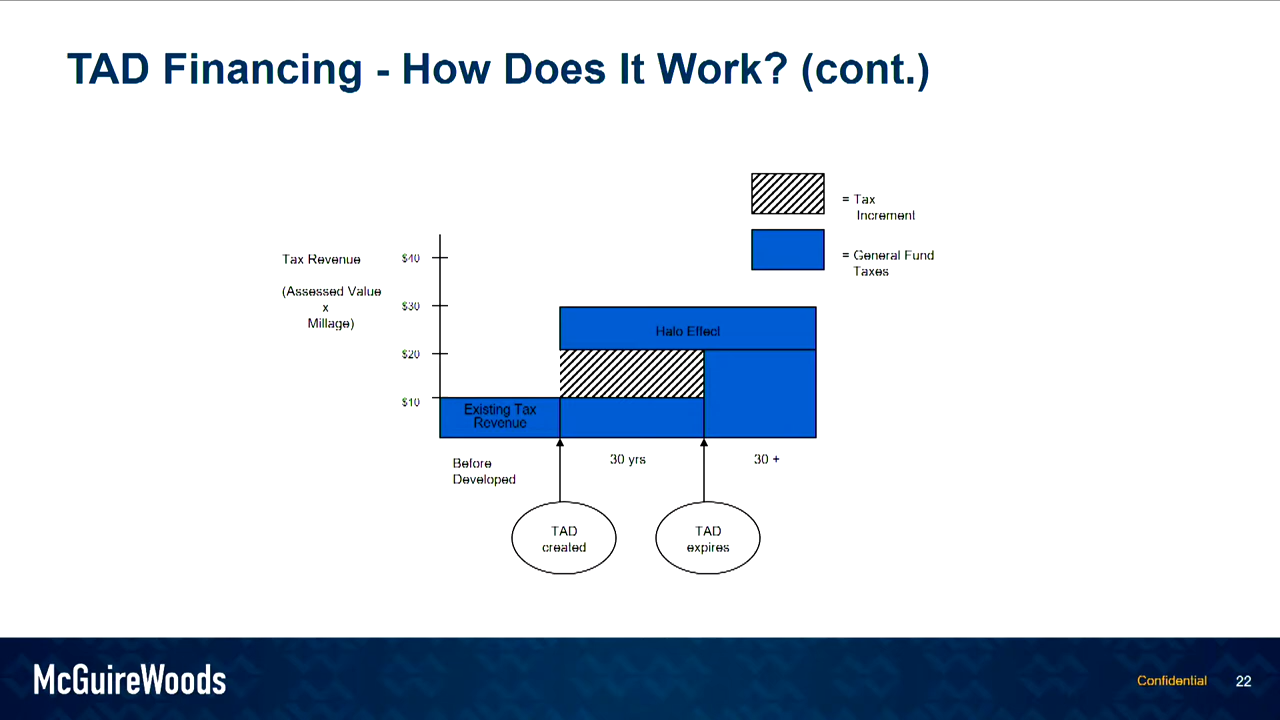 TAD Financing - How Does It Work? (cont.)
= Tax
Increment
= General Fund
Taxes
Tax Revenue
(Assessed Value
x
Millage)
$40
$30
$20
$10
Halo Effect
Existing Tax
Revenue
Before
Developed
30 yrs
30 +
TAD
created
TAD
expires
McGuireWoods
Confidential
22